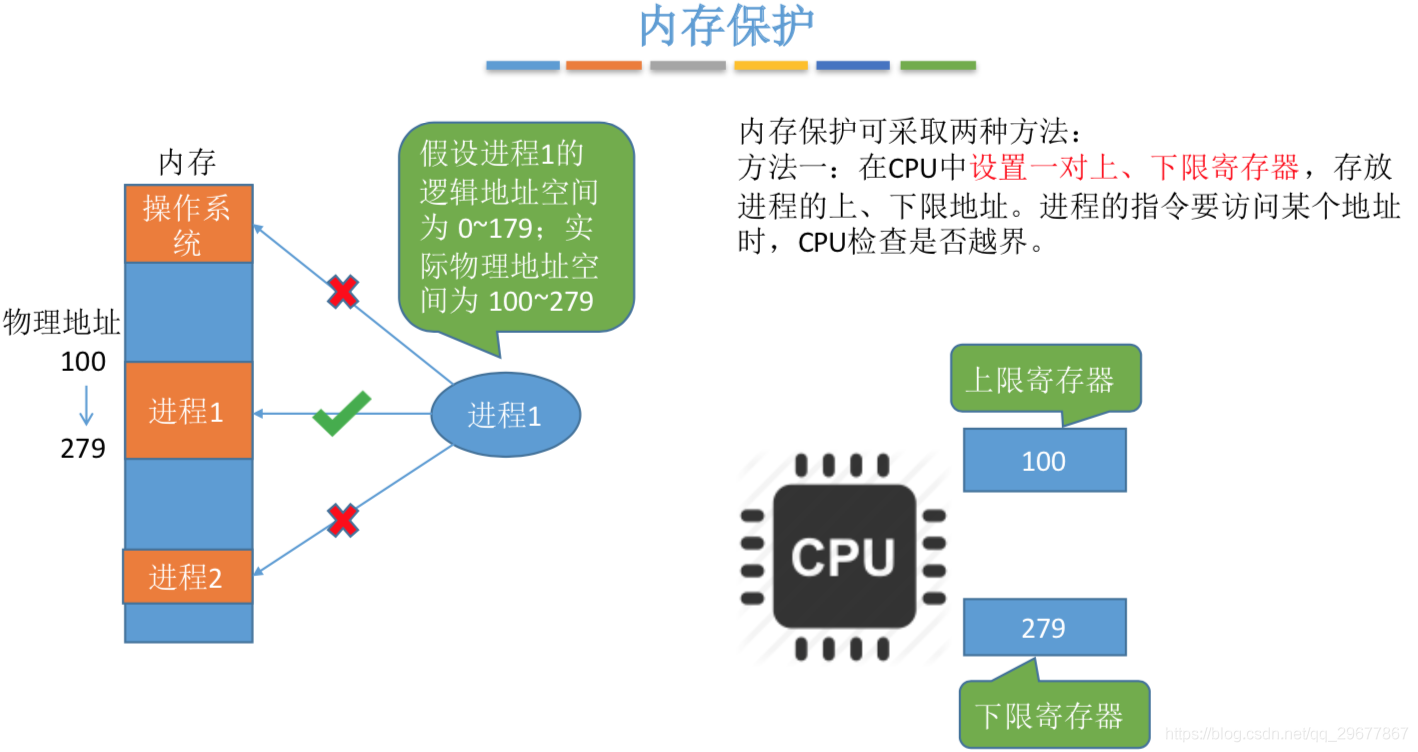 内存保护
内存
操作系
统
物理地址
100
279
进程1
进程2
假设进程1的
逻辑地址空间
为 0~179；实
际物理地址空
间为 100~279
进程1
内存保护可采取两种方法：
方法一：在CPU中设置一对上、下限寄存器，存放
进程的上、下限地址。进程的指令要访问某个地址
时，CPU检查是否越界。
上限寄存器
100
CPU
279
下限寄存器
https://blog.csdn.net/qq_29677867